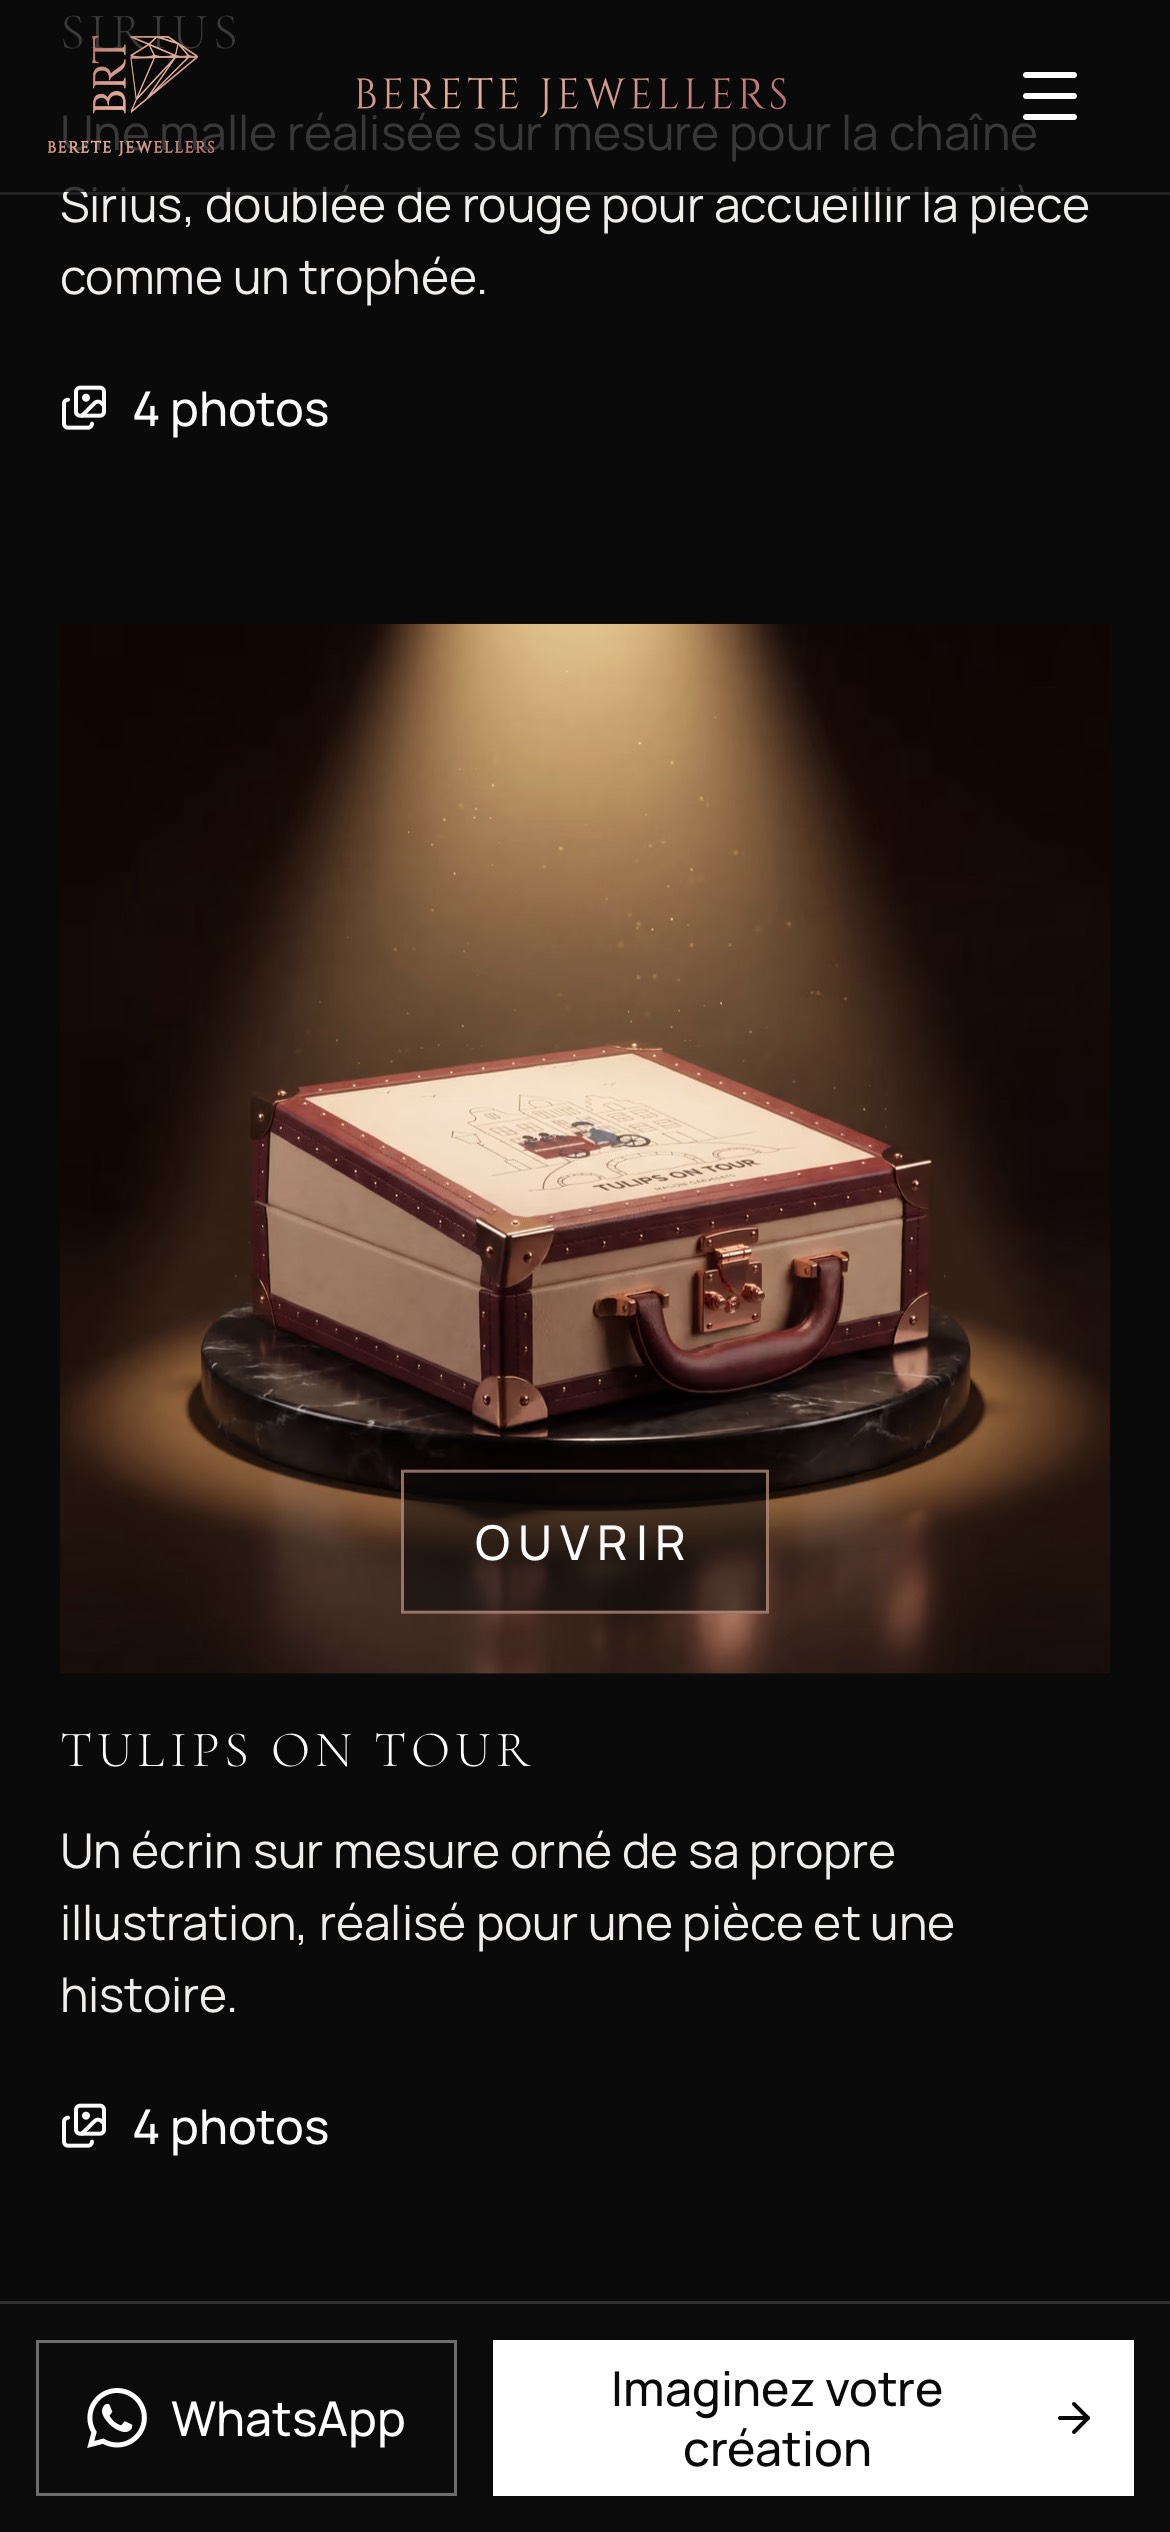 SIRIUS
BRT
BERETE JEWELLERS
BERETE JEWELLERS
Une malle réalisée sur mesure pour la chaîne
Sirius, doublée de rouge pour accueillir la pièce
comme un trophée.
4 photos
TULIPS ON TOUR
OUVRIR
TULIPS ON TOUR
Un écrin sur mesure orné de sa propre
illustration, réalisé pour une pièce et une
histoire.
4 photos
WhatsApp
Imaginez votre
création